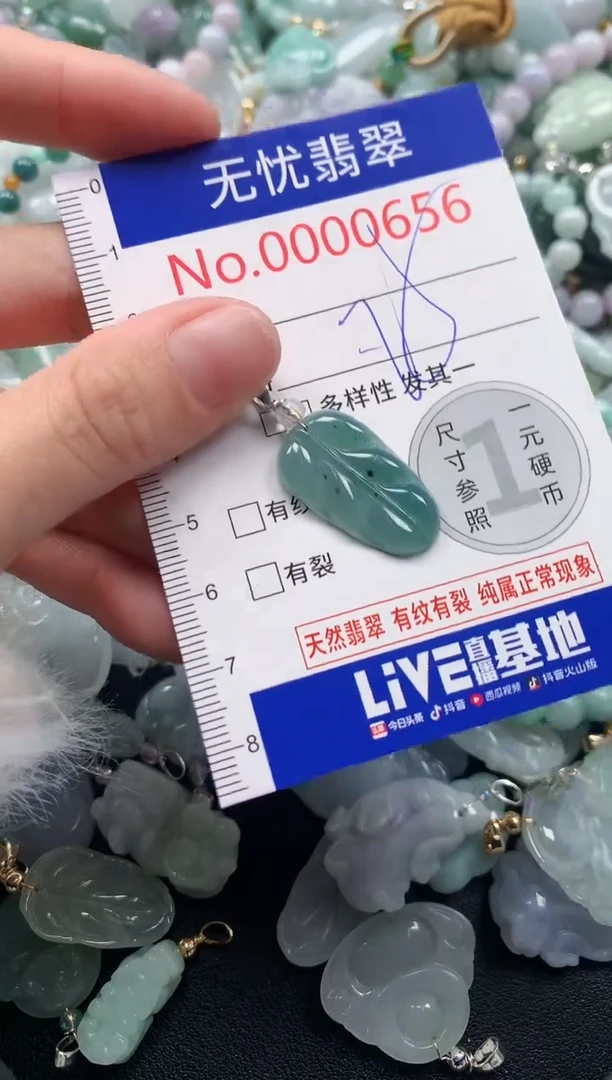 无忧翡翠
No.0000656
多样性 发其一
尺寸参照
1
一元硬币
有纹
有裂
天然翡翠 有纹有裂 纯属正常现象
LiVE直播基地
今日头条 抖音 西瓜视频 抖音火山版
0
1
5
6
7
8